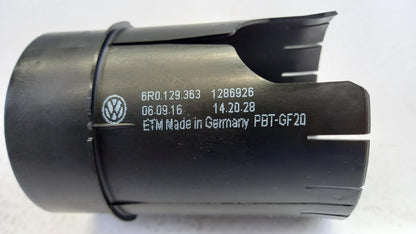 6R0.129.363 1286926
06.09.16 14.20.28
ETM Made in Germany PBT-GF20